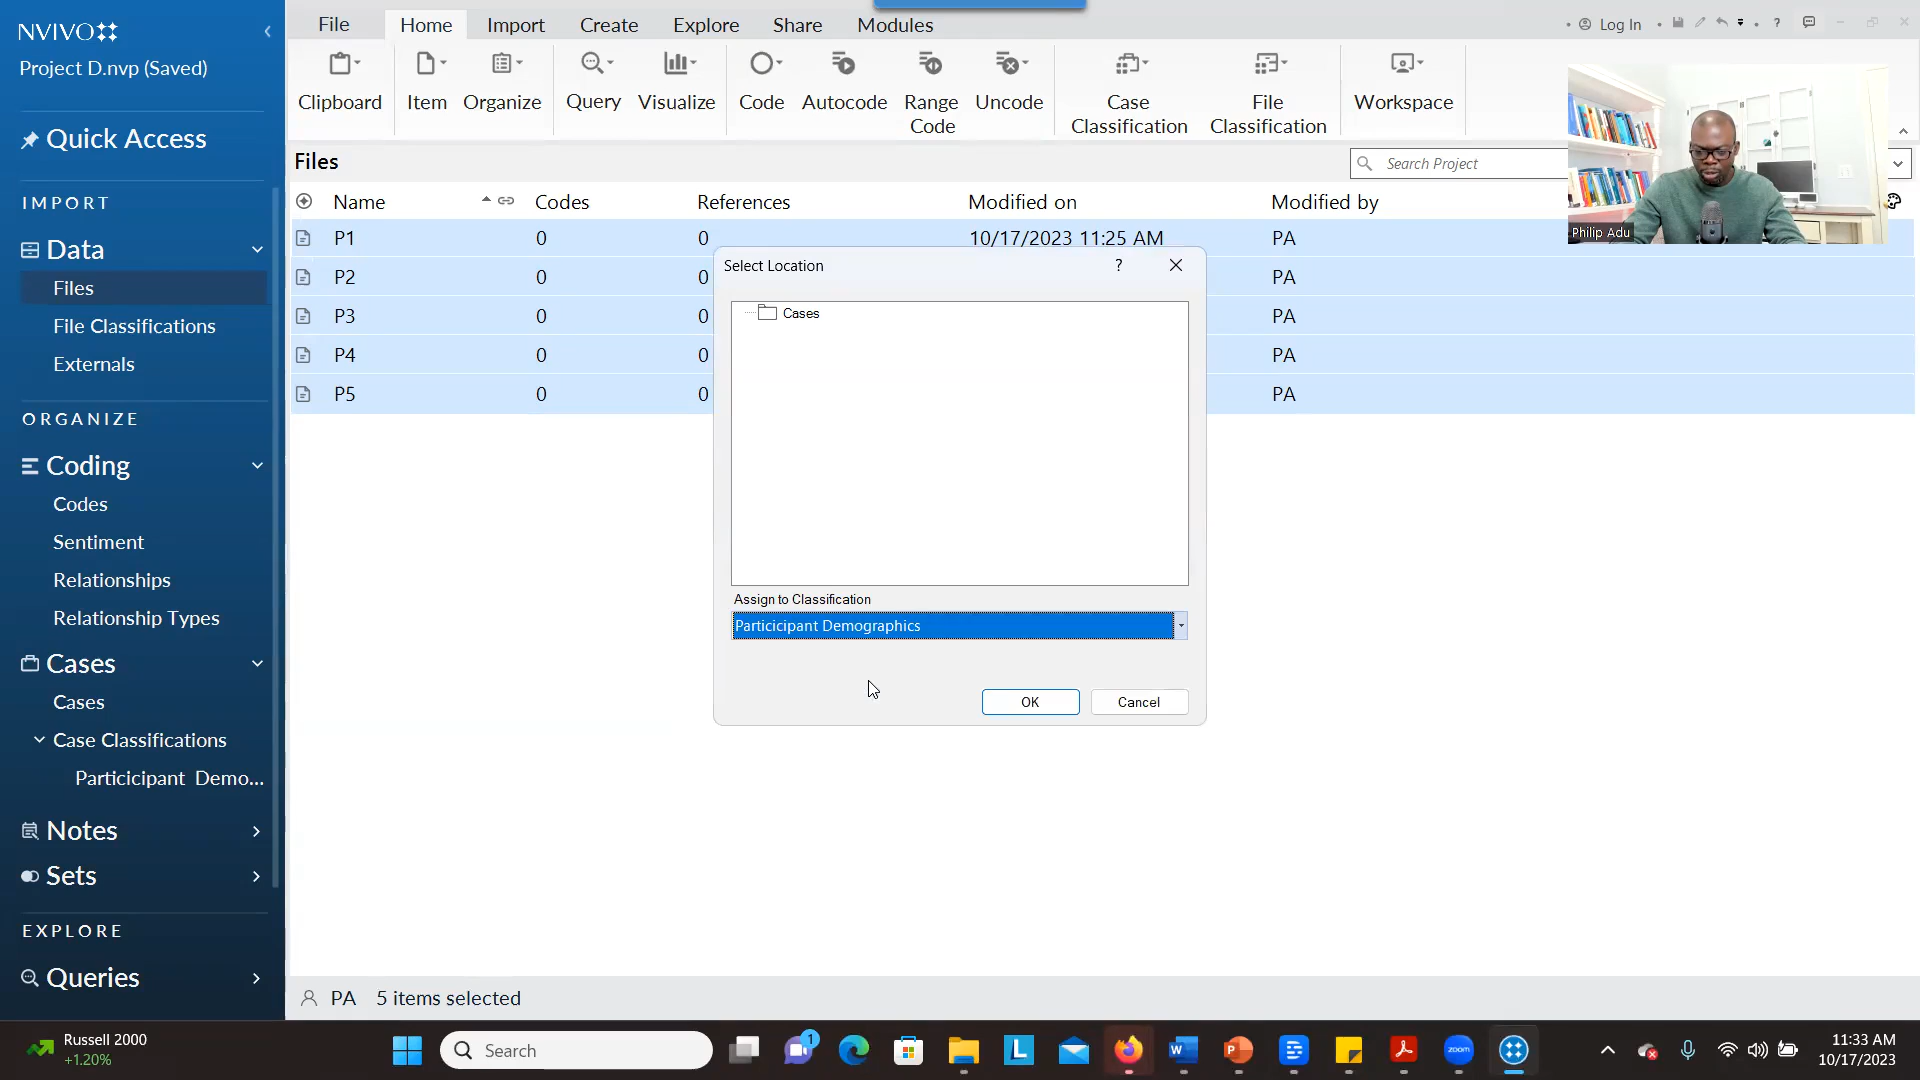 NVIVO
Project D.nvp (Saved)
Quick Access
IMPORT
Data
Files
File Classifications
Externals
ORGANIZE
Coding
Codes
Sentiment
Relationships
Relationship Types
Cases
Cases
Case Classifications
Particicipant Demo...
Notes
Sets
EXPLORE
Queries
File Home Import Create Explore Share Modules
Log In ?
Clipboard Item Organize Query Visualize Code Autocode Range Code Uncode Case Classification File Classification Workspace
Files
Search Project
Philip Adu
Name Codes References Modified on Modified by
P1 0 0 10/17/2023 11:25 AM PA
P2 0 0 PA
P3 0 0 PA
P4 0 0 PA
P5 0 0 PA
Select Location ?
Cases
Assign to Classification
Particicipant Demographics
OK Cancel
PA 5 items selected
Russell 2000
+1.20%
Search
1
L
W
P
zoom
11:33 AM
10/17/2023